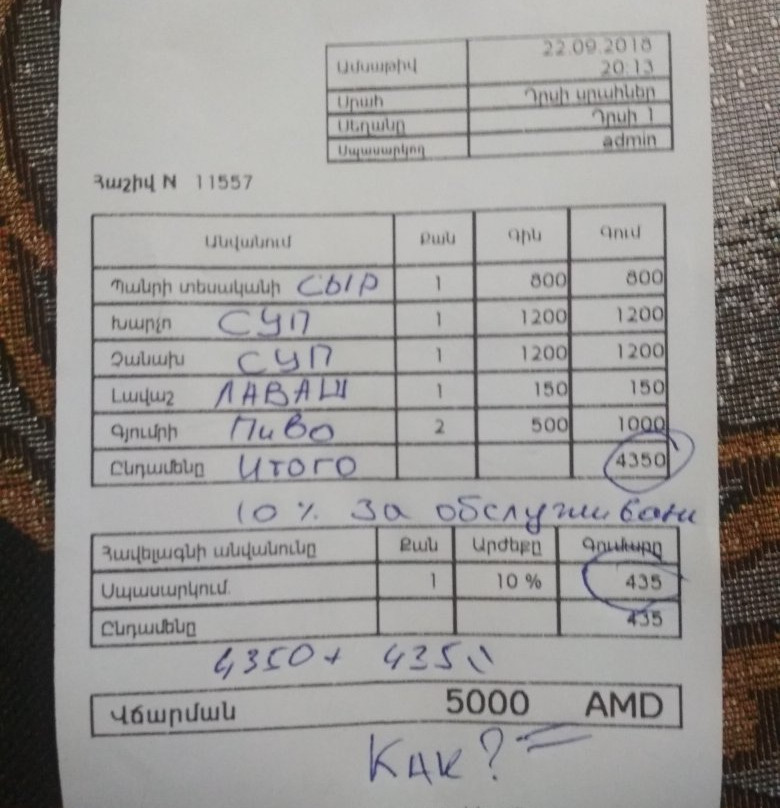 Ամսաթիվ 22.09.2018 20:13
Սրահ Դրսի սրահներ
Սեղանը Դրսի 1
Սպասարկող admin
Հաշիվ N 11557
Անվանում Քան Գին Գում
Պանրի տեսականի СЫР 1 800 800
Խարչո СУП 1 1200 1200
Չանախ СУП 1 1200 1200
Լավաշ ЛАВАШ 1 150 150
Գյումրի ПИВО 2 500 1000
Ընդամենը ИТОГО 4350
10 % За обслуживани
Հավելագնի անվանունը Քան Արժեքը Գումարը
Սպասարկում 1 10 % 435
Ընդամենը 435
4350 + 435
Վճարման 5000 AMD
КАК? =